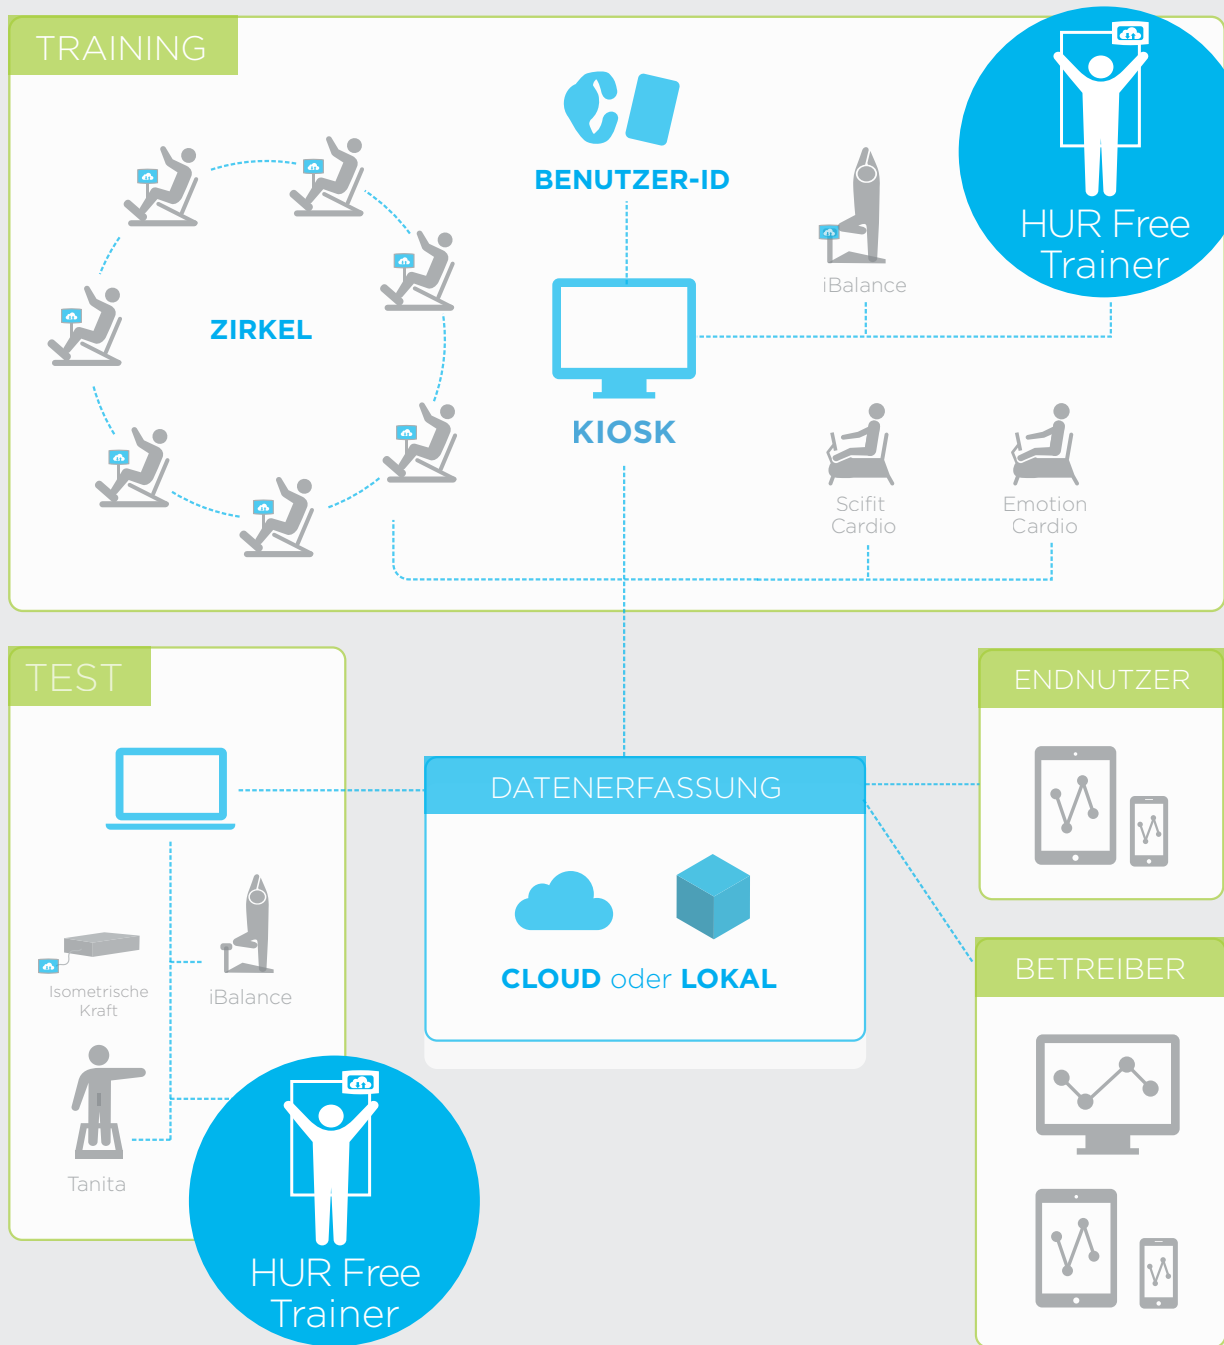 TRAINING
BENUTZER-ID
HUR Free
Trainer
iBalance
ZIRKEL
KIOSK
Scifit
Cardio
Emotion
Cardio
TEST
Isometrische
Kraft
iBalance
Tanita
HUR Free
Trainer
DATENERFASSUNG
CLOUD oder LOKAL
ENDNUTZER
BETREIBER